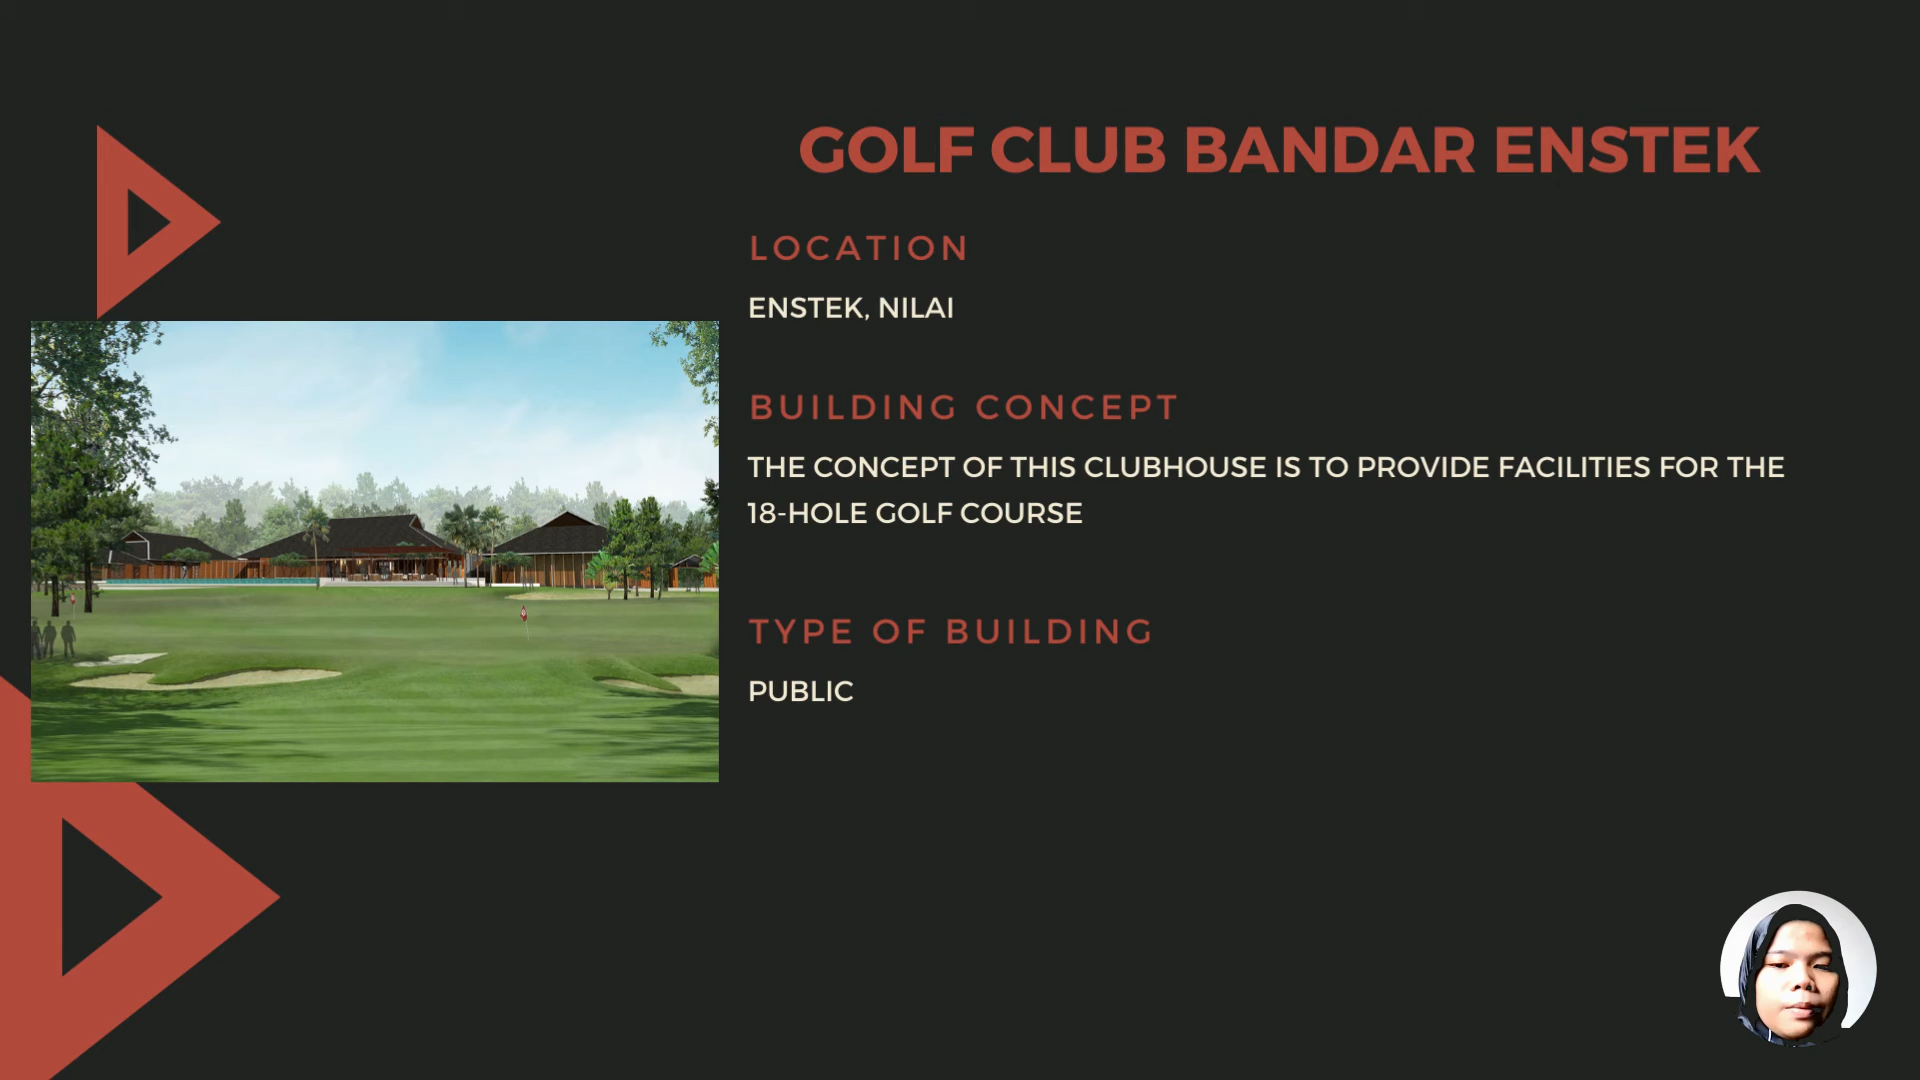 GOLF CLUB BANDAR ENSTEK
LOCATION
ENSTEK, NILAI
BUILDING CONCEPT
THE CONCEPT OF THIS CLUBHOUSE IS TO PROVIDE FACILITIES FOR THE
18-HOLE GOLF COURSE
TYPE OF BUILDING
PUBLIC